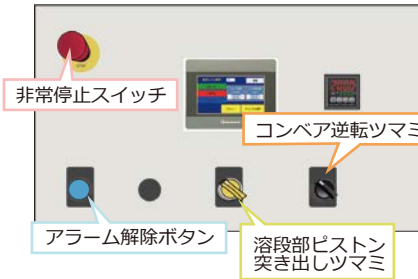 非常停止スイッチ
コンベア逆転ツマミ
アラーム解除ボタン
溶段部ピストン
突き出しツマミ